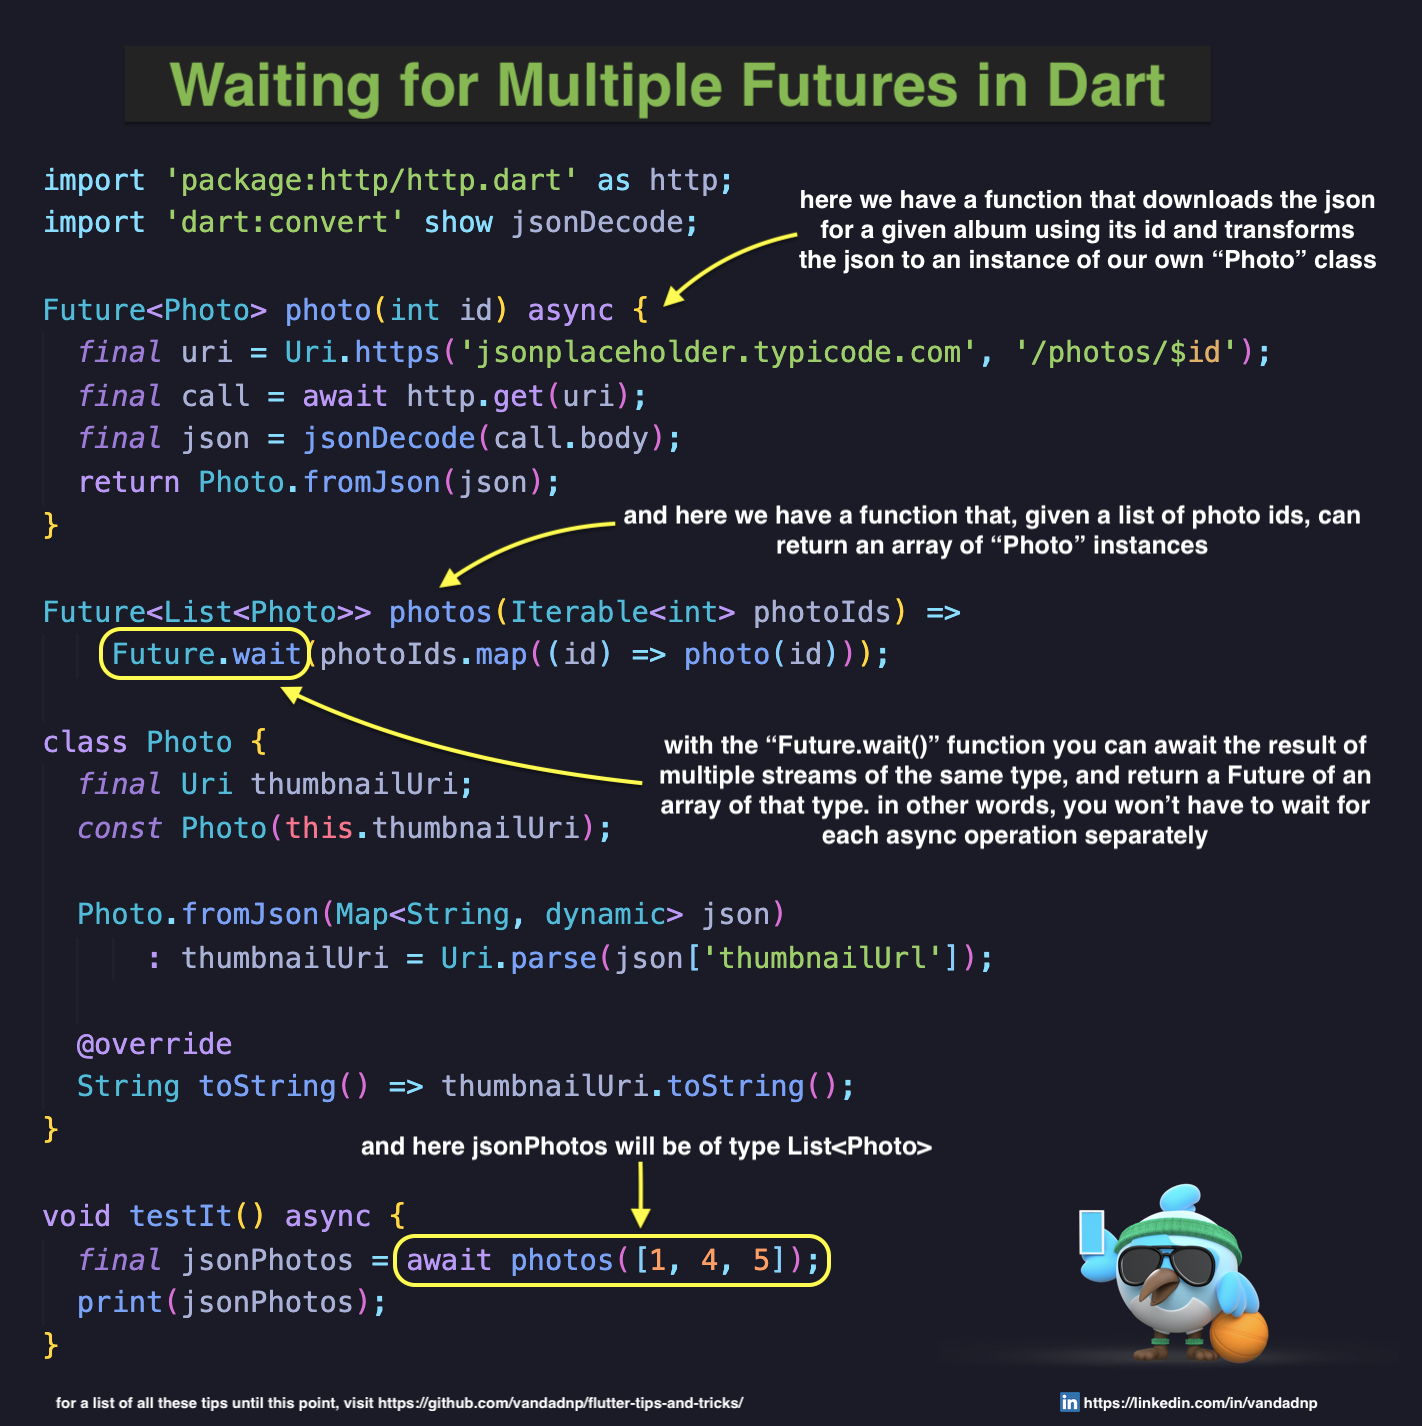 Waiting for Multiple Futures in Dart
import 'package:http/http.dart' as http;
import 'dart:convert' show jsonDecode;
here we have a function that downloads the json
for a given album using its id and transforms
the json to an instance of our own “Photo” class
Future<Photo> photo(int id) async {
  final uri = Uri.https('jsonplaceholder.typicode.com', '/photos/$id');
  final call = await http.get(uri);
  final json = jsonDecode(call.body);
  return Photo.fromJson(json);
}
and here we have a function that, given a list of photo ids, can
return an array of “Photo” instances
Future<List<Photo>> photos(Iterable<int> photoIds) =>
    Future.wait(photoIds.map((id) => photo(id)));
class Photo {
  final Uri thumbnailUri;
  const Photo(this.thumbnailUri);
with the “Future.wait()” function you can await the result of
multiple streams of the same type, and return a Future of an
array of that type. in other words, you won’t have to wait for
each async operation separately
  Photo.fromJson(Map<String, dynamic> json)
      : thumbnailUri = Uri.parse(json['thumbnailUrl']);
  @override
  String toString() => thumbnailUri.toString();
}
and here jsonPhotos will be of type List<Photo>
void testIt() async {
  final jsonPhotos = await photos([1, 4, 5]);
  print(jsonPhotos);
}
for a list of all these tips until this point, visit https://github.com/vandadnp/flutter-tips-and-tricks/
in https://linkedin.com/in/vandadnp